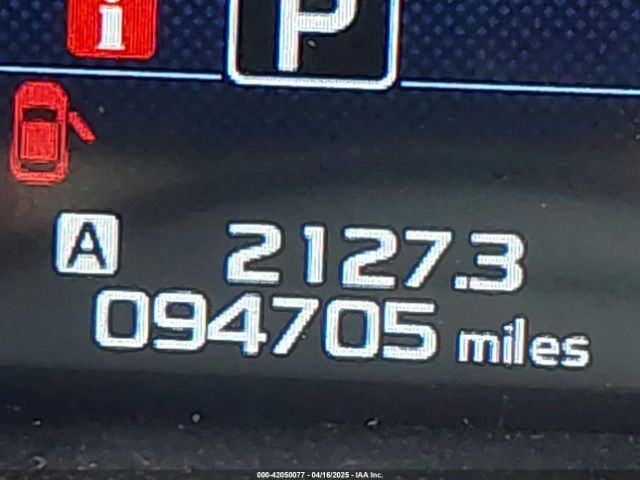 i
P
A 2127.3
094705 miles
000-42050077 - 04/16/2025 - IAA Inc.